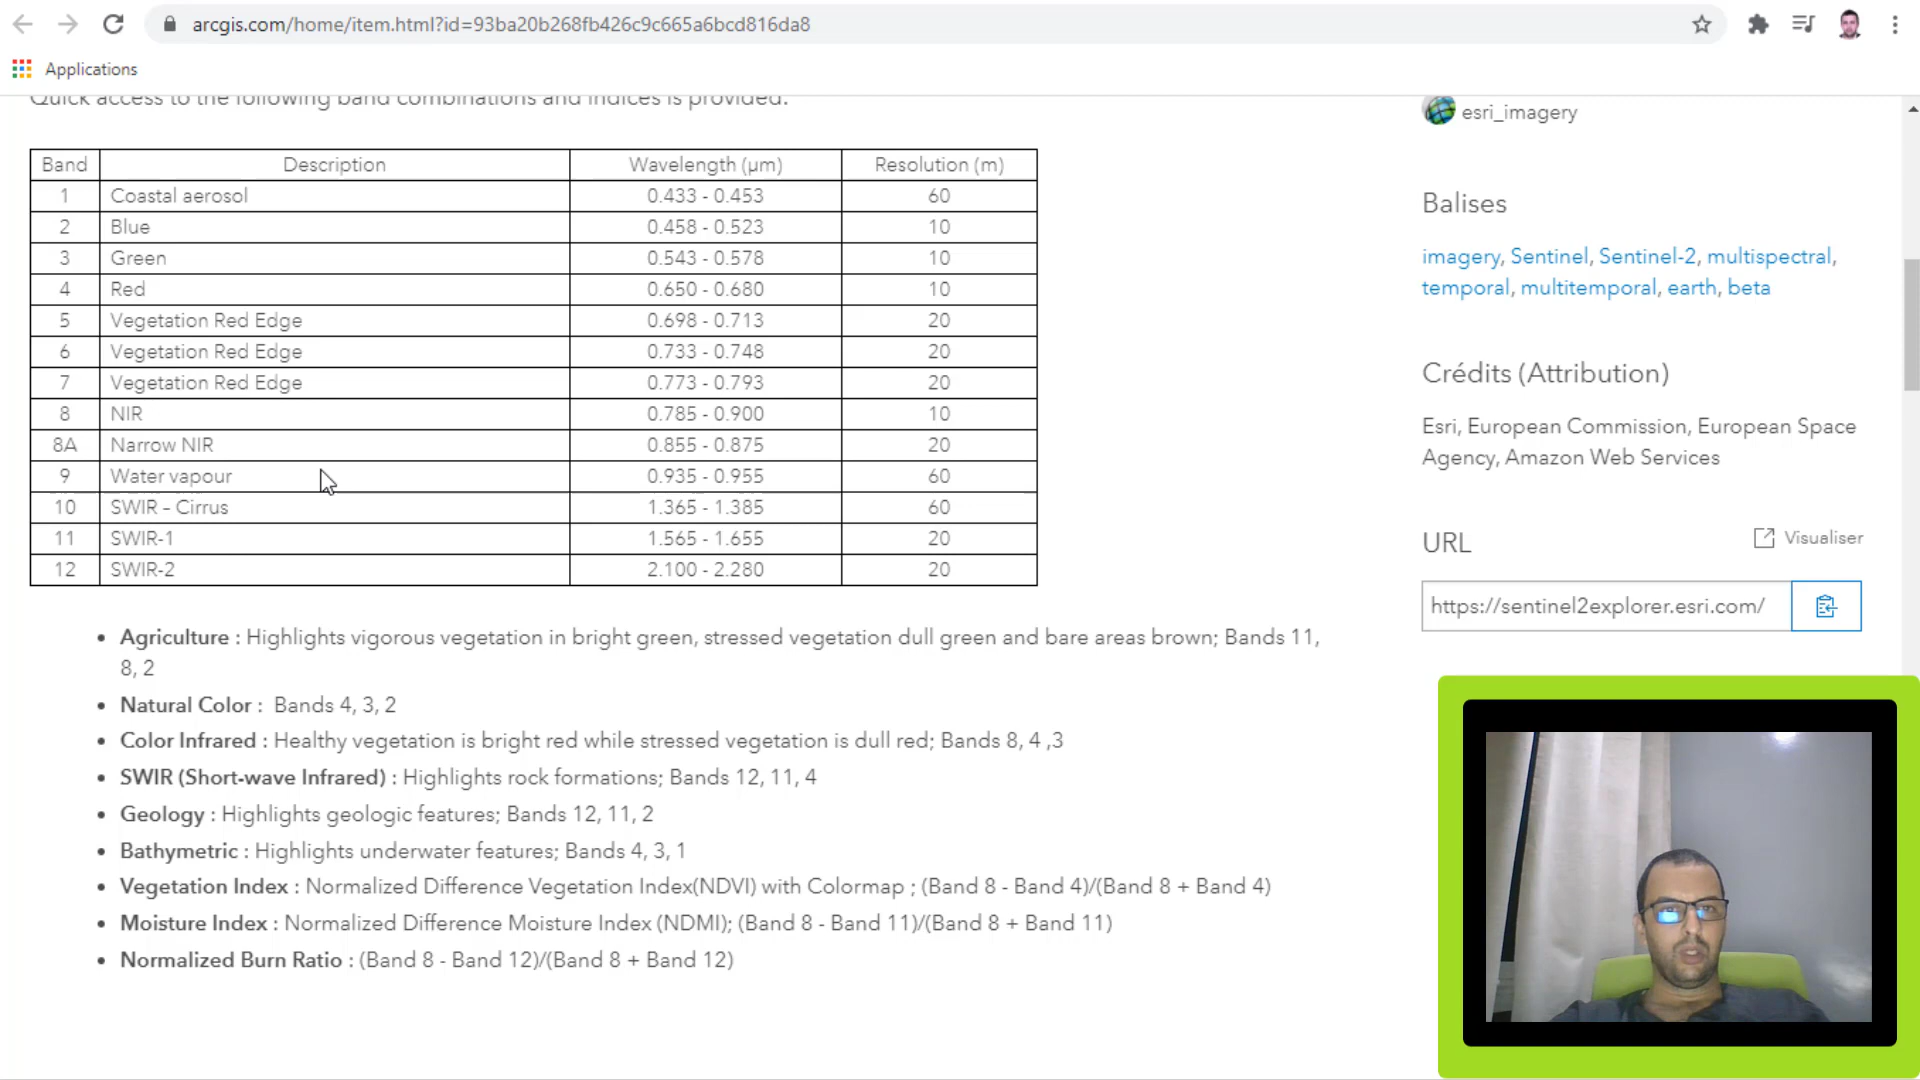 arcgis.com/home/item.html?id=93ba20b268fb426c9c665a6bcd816da8
Applications
Quick access to the following band combinations and indices is provided.
Band Description Wavelength (µm) Resolution (m)
1 Coastal aerosol 0.433 - 0.453 60
2 Blue 0.458 - 0.523 10
3 Green 0.543 - 0.578 10
4 Red 0.650 - 0.680 10
5 Vegetation Red Edge 0.698 - 0.713 20
6 Vegetation Red Edge 0.733 - 0.748 20
7 Vegetation Red Edge 0.773 - 0.793 20
8 NIR 0.785 - 0.900 10
8A Narrow NIR 0.855 - 0.875 20
9 Water vapour 0.935 - 0.955 60
10 SWIR – Cirrus 1.365 - 1.385 60
11 SWIR-1 1.565 - 1.655 20
12 SWIR-2 2.100 - 2.280 20
• Agriculture : Highlights vigorous vegetation in bright green, stressed vegetation dull green and bare areas brown; Bands 11,
8, 2
• Natural Color : Bands 4, 3, 2
• Color Infrared : Healthy vegetation is bright red while stressed vegetation is dull red; Bands 8, 4 ,3
• SWIR (Short-wave Infrared) : Highlights rock formations; Bands 12, 11, 4
• Geology : Highlights geologic features; Bands 12, 11, 2
• Bathymetric : Highlights underwater features; Bands 4, 3, 1
• Vegetation Index : Normalized Difference Vegetation Index(NDVI) with Colormap ; (Band 8 - Band 4)/(Band 8 + Band 4)
• Moisture Index : Normalized Difference Moisture Index (NDMI); (Band 8 - Band 11)/(Band 8 + Band 11)
• Normalized Burn Ratio : (Band 8 - Band 12)/(Band 8 + Band 12)
esri_imagery
Balises
imagery, Sentinel, Sentinel-2, multispectral,
temporal, multitemporal, earth, beta
Crédits (Attribution)
Esri, European Commission, European Space
Agency, Amazon Web Services
URL
Visualiser
https://sentinel2explorer.esri.com/